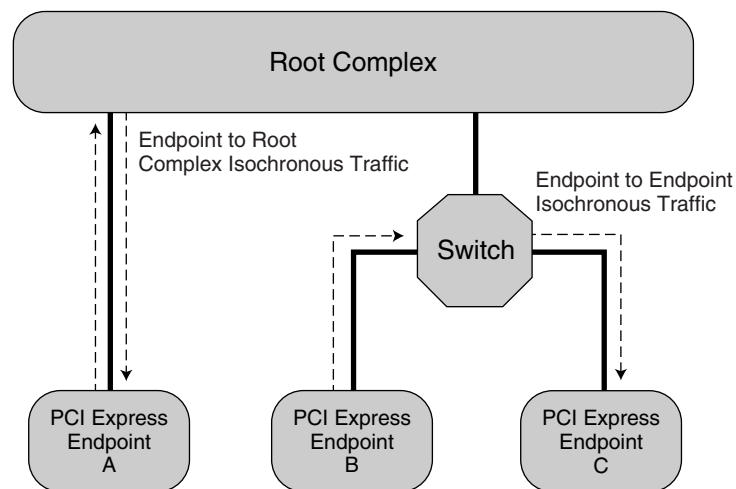 Root Complex
Endpoint to Root
Complex Isochronous Traffic
Endpoint to Endpoint
Isochronous Traffic
Switch
PCI Express
Endpoint
A
PCI Express
Endpoint
B
PCI Express
Endpoint
C